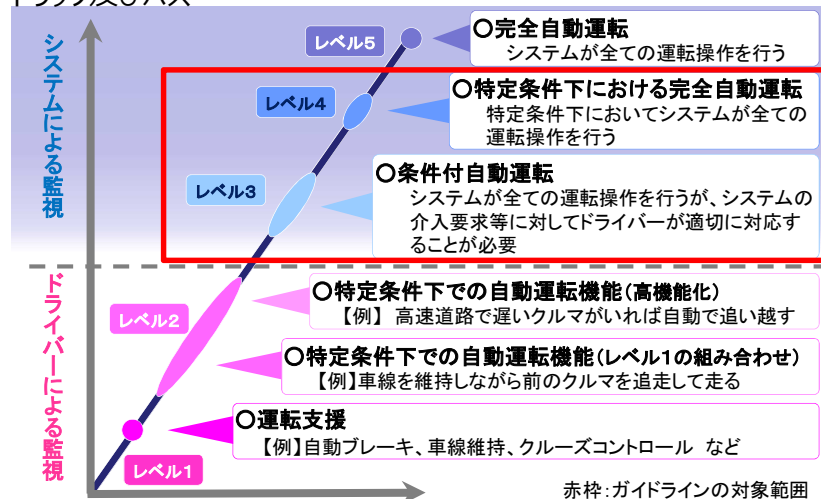 トラック及びバス
システムによる監視
レベル5
〇完全自動運転
システムが全ての運転操作を行う
レベル4
〇特定条件下における完全自動運転
特定条件下においてシステムが全ての
運転操作を行う
レベル3
〇条件付自動運転
システムが全ての運転操作を行うが、システムの
介入要求等に対してドライバーが適切に対応す
ることが必要
ドライバーによる監視
レベル2
〇特定条件下での自動運転機能(高機能化)
【例】 高速道路で遅いクルマがいれば自動で追い越す
〇特定条件下での自動運転機能(レベル1の組み合わせ)
【例】車線を維持しながら前のクルマを追走して走る
〇運転支援
【例】自動ブレーキ、車線維持、クルーズコントロール など
レベル1
赤枠:ガイドラインの対象範囲